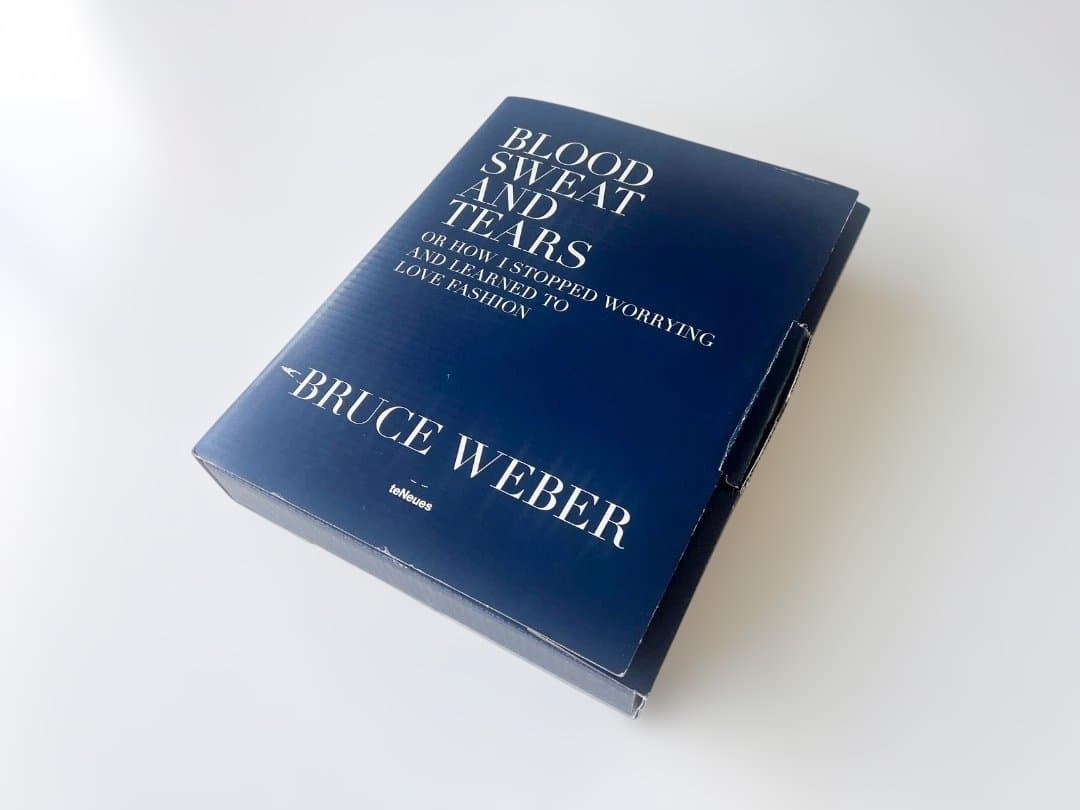 BLOOD
SWEAT
AND
TEARS
OR HOW I STOPPED WORRYING
AND LEARNED TO
LOVE FASHION
BRUCE WEBER
teNeues